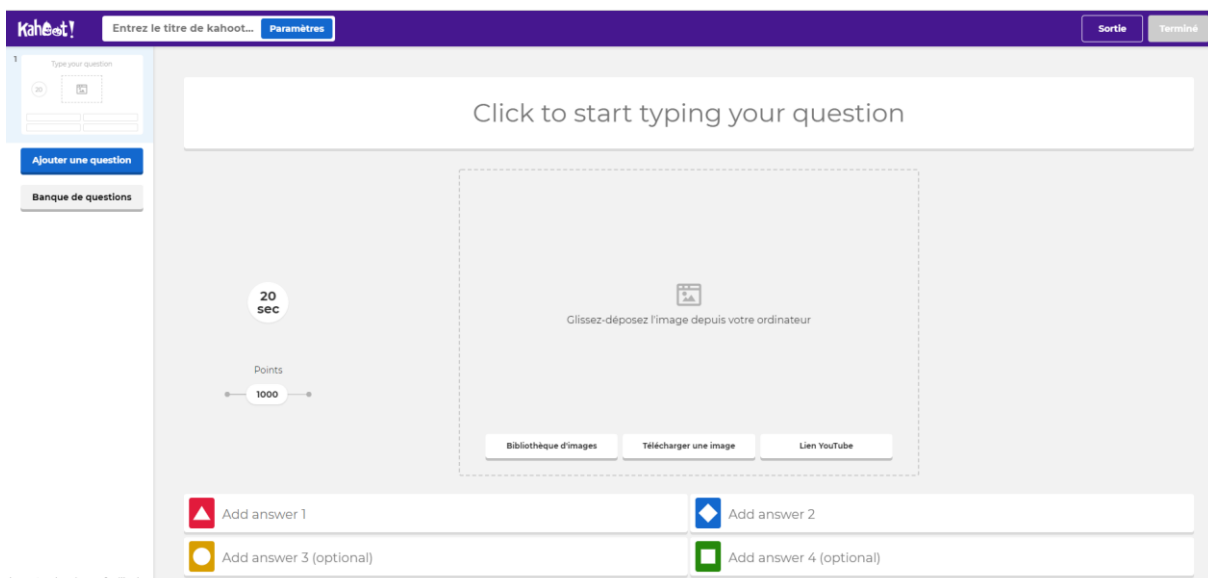 Kahoot!
Entrez le titre de kahoot... Paramètres
Sortie
Terminé
1
Type your question
20
Ajouter une question
Banque de questions
Click to start typing your question
20
sec
Points
1000
Glissez-déposez l'image depuis votre ordinateur
Bibliothèque d'images
Télécharger une image
Lien YouTube
Add answer 1
Add answer 2
Add answer 3 (optional)
Add answer 4 (optional)